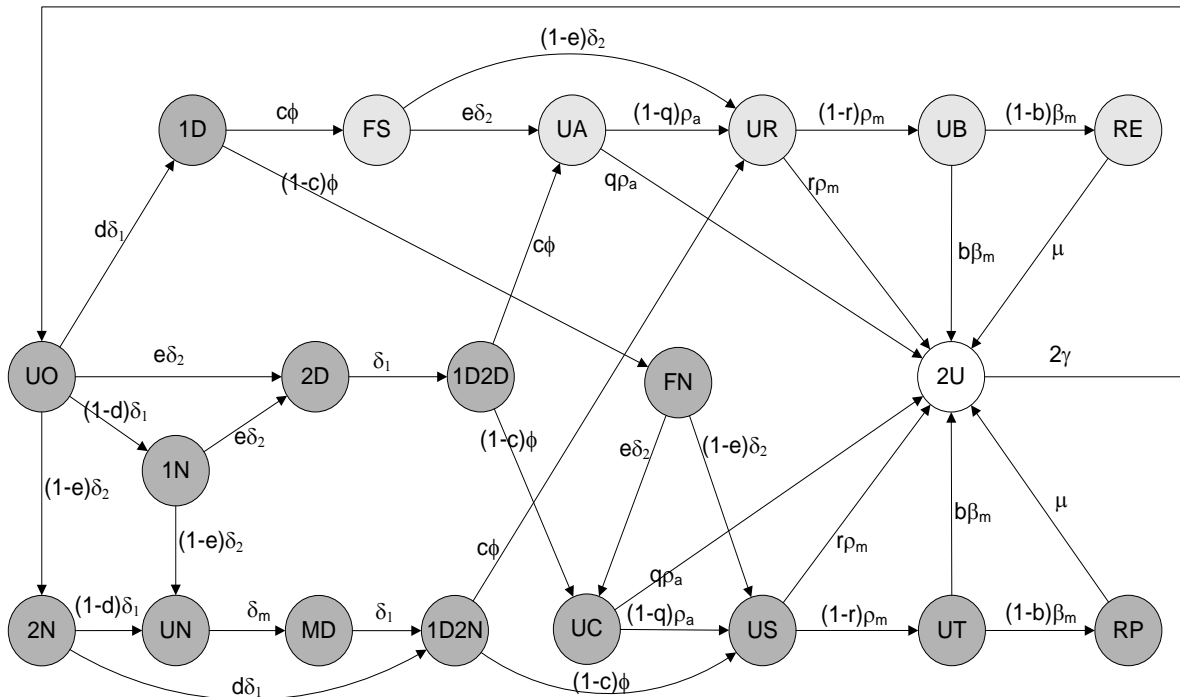 (1-e)δ₂
1D
cϕ
FS
eδ₂
UA
(1-q)ρₐ
UR
(1-r)ρₘ
UB
(1-b)βₘ
RE
(1-c)ϕ
qρₐ
rρₘ
dδ₁
cϕ
bβₘ
μ
UO
eδ₂
2D
δ₁
1D2D
FN
2U
2γ
(1-d)δ₁
eδ₂
1N
(1-c)ϕ
eδ₂
(1-e)δ₂
(1-e)δ₂
(1-e)δ₂
cϕ
rρₘ
bβₘ
μ
qρₐ
2N
(1-d)δ₁
UN
δₘ
MD
δ₁
1D2N
UC
(1-q)ρₐ
US
(1-r)ρₘ
UT
(1-b)βₘ
RP
dδ₁
(1-c)ϕ